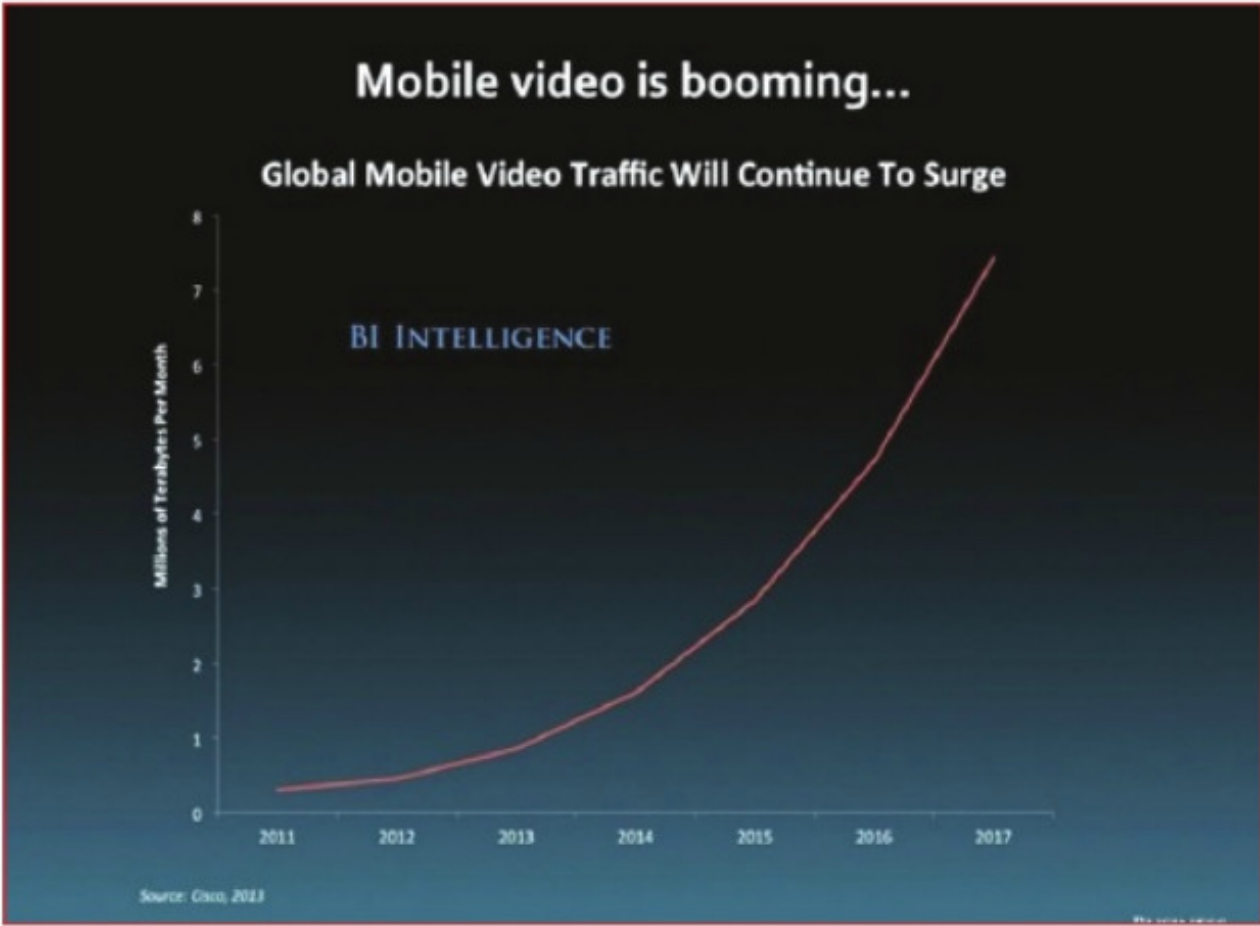 Mobile video is booming...
Global Mobile Video Traffic Will Continue To Surge
BI INTELLIGENCE
Millions of Terabytes Per Month
8
7
6
5
4
3
2
1
0
2011 2012 2013 2014 2015 2016 2017
Source: Cisco, 2013